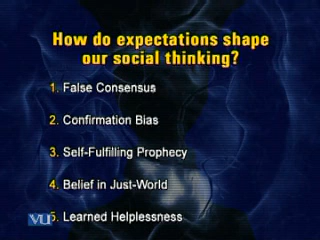 How do expectations shape
our social thinking?
1. False Consensus
2. Confirmation Bias
3. Self-Fulfilling Prophecy
4. Belief in Just-World
5. Learned Helplessness
VU